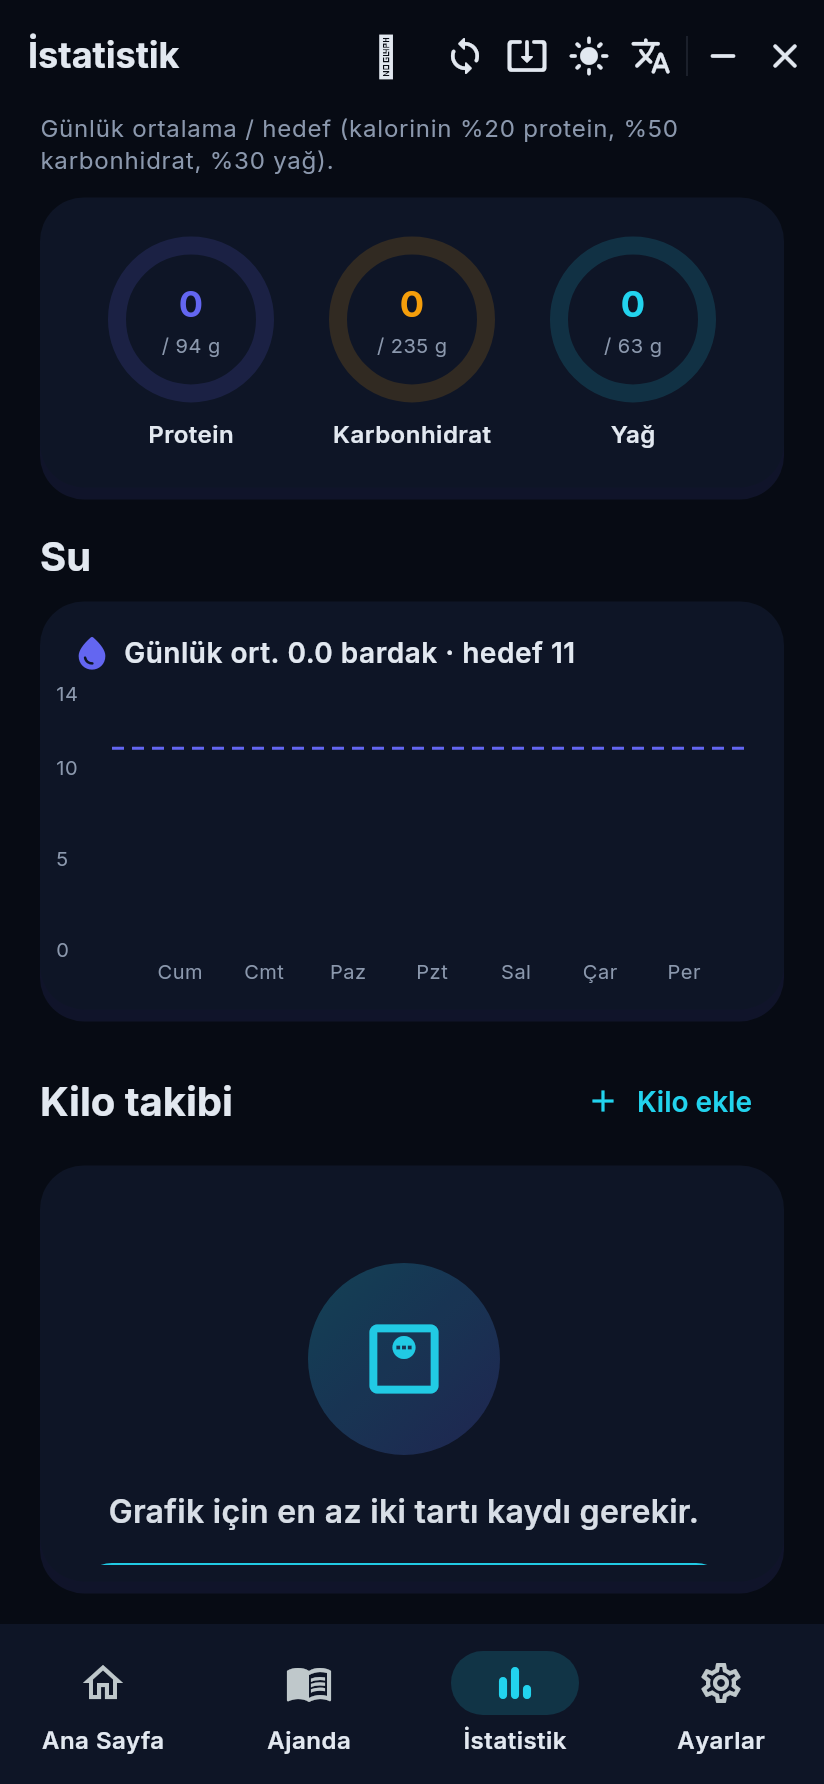 İstatistik
NO GLYPH
Günlük ortalama / hedef (kalorinin %20 protein, %50
karbonhidrat, %30 yağ).
0 0 0
/ 94 g / 235 g / 63 g
Protein Karbonhidrat Yağ
Su
Günlük ort. 0.0 bardak · hedef 11
14
10
5
0
Cum Cmt Paz Pzt Sal Çar Per
Kilo takibi + Kilo ekle
Grafik için en az iki tartı kaydı gerekir.
Ana Sayfa Ajanda İstatistik Ayarlar